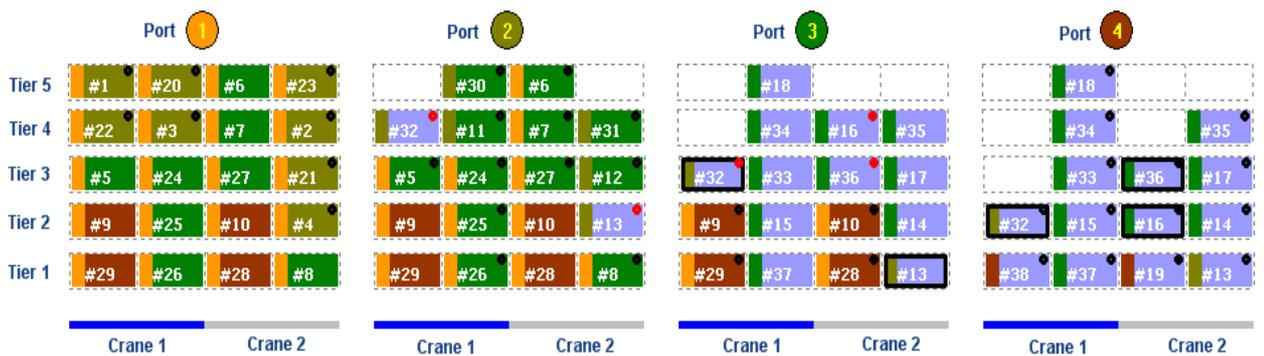 Port 1 Port 2 Port 3 Port 4
Tier 5 #1 #20 #6 #23 #30 #6 #18 #18
Tier 4 #22 #3 #7 #2 #32 #11 #7 #31 #34 #16 #35 #34 #35
Tier 3 #5 #24 #27 #21 #5 #24 #27 #12 #32 #33 #36 #17 #33 #36 #17
Tier 2 #9 #25 #10 #4 #9 #25 #10 #13 #9 #15 #10 #14 #32 #15 #16 #14
Tier 1 #29 #26 #28 #8 #29 #26 #28 #8 #29 #37 #28 #13 #38 #37 #19 #13
Crane 1 Crane 2 Crane 1 Crane 2 Crane 1 Crane 2 Crane 1 Crane 2